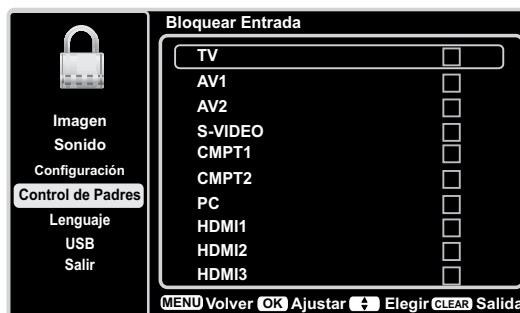 Bloquear Entrada
TV
AV1
AV2
S-VIDEO
CMPT1
CMPT2
PC
HDMI1
HDMI2
HDMI3
Imagen
Sonido
Configuración
Control de Padres
Lenguaje
USB
Salir
MENU Volver OK Ajustar Elegir CLEAR Salida